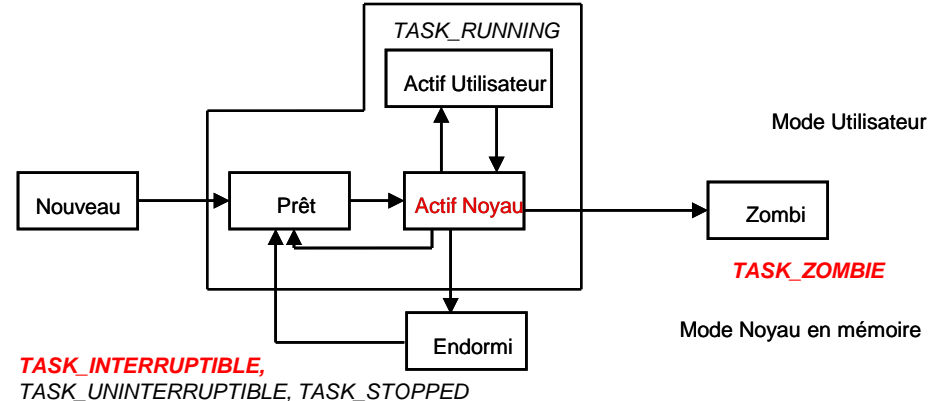 TASK_RUNNING
Actif Utilisateur
Mode Utilisateur
Nouveau
Prêt
Actif Noyau
Zombi
TASK_ZOMBIE
Mode Noyau en mémoire
Endormi
TASK_INTERRUPTIBLE,
TASK_UNINTERRUPTIBLE, TASK_STOPPED